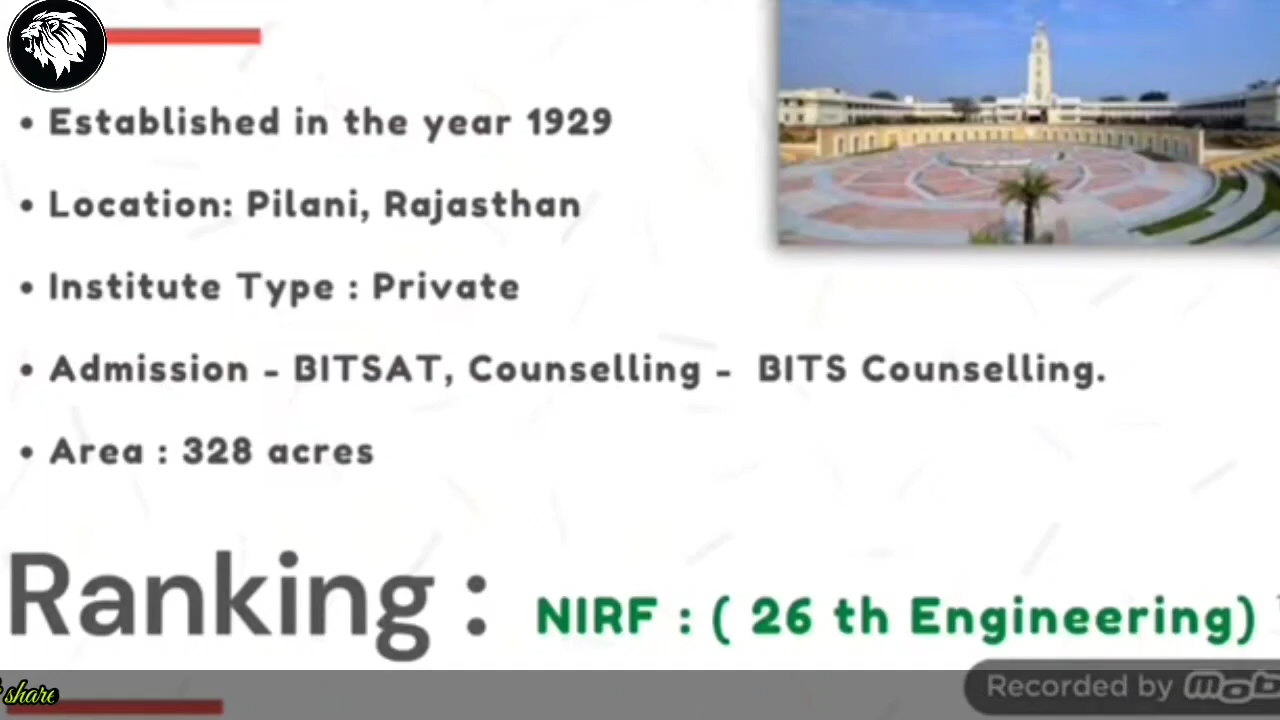 • Established in the year 1929
• Location: Pilani, Rajasthan
• Institute Type : Private
• Admission - BITSAT, Counselling - BITS Counselling.
• Area : 328 acres
Ranking : NIRF : ( 26 th Engineering)
share
Recorded by